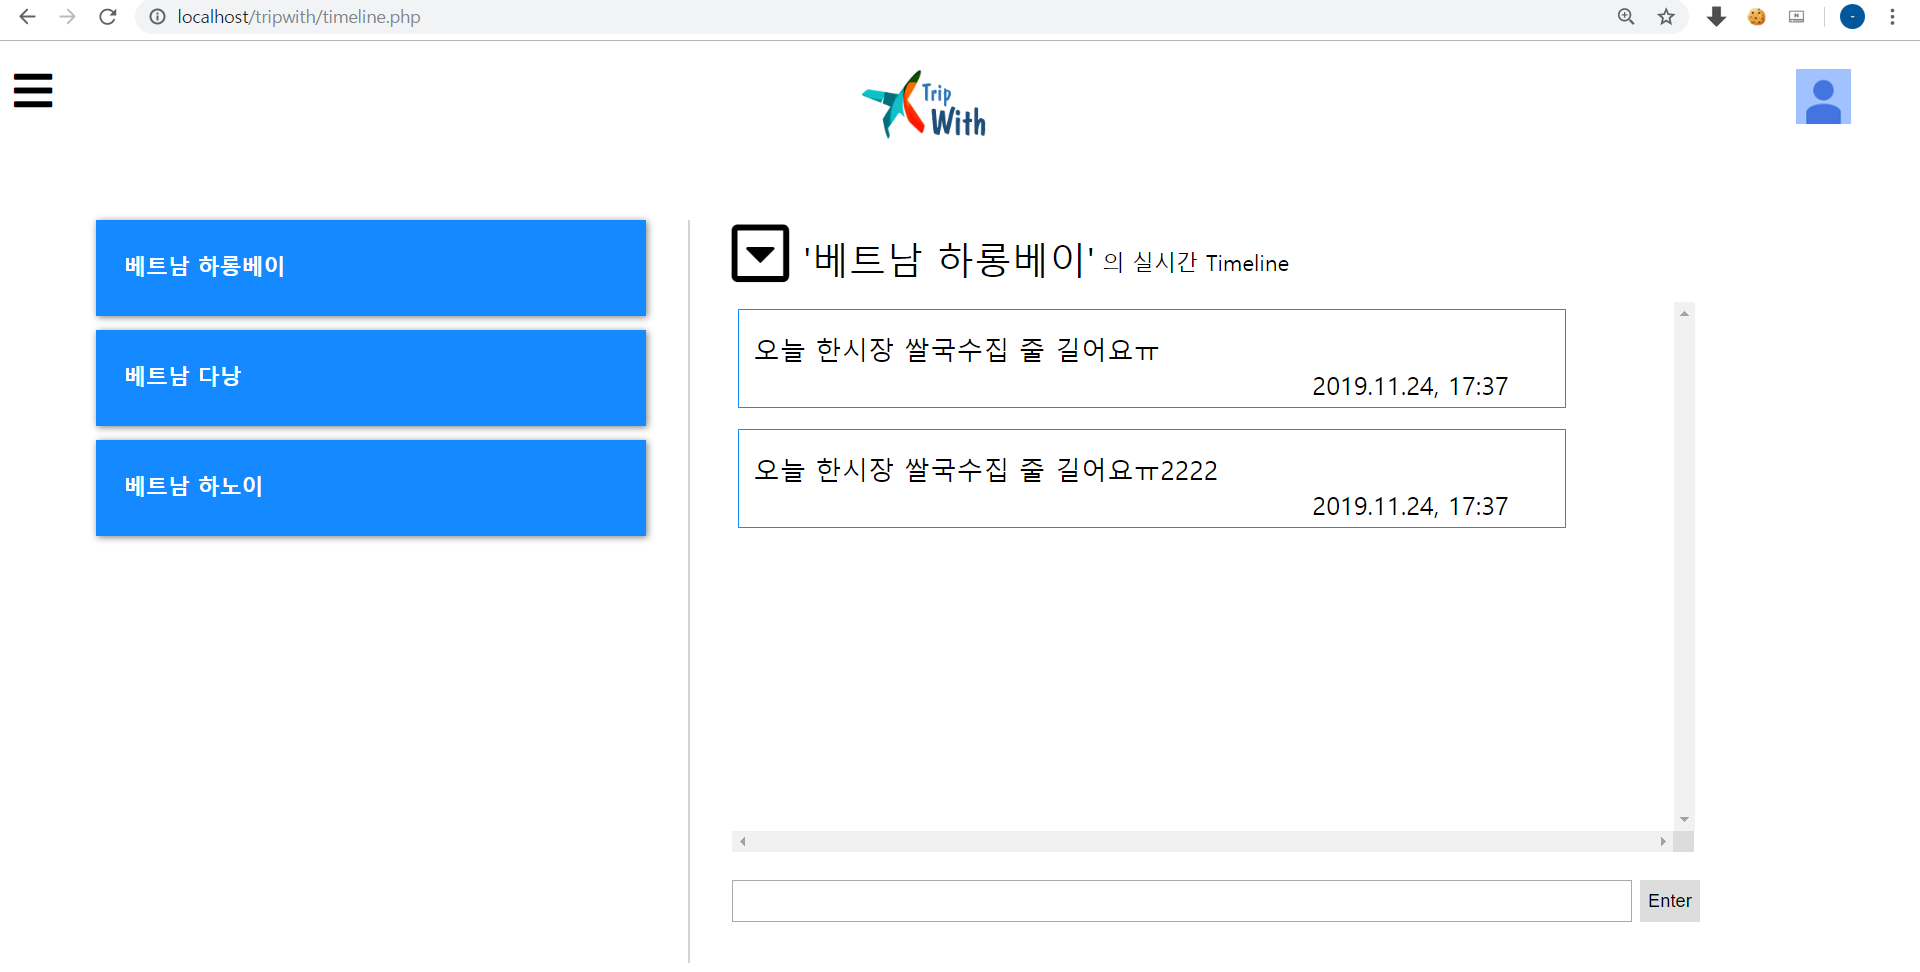 localhost/tripwith/timeline.php
Trip
With
베트남 하롱베이
베트남 다낭
베트남 하노이
'베트남 하롱베이' 의 실시간 Timeline
오늘 한시장 쌀국수집 줄 길어요ㅠ
2019.11.24, 17:37
오늘 한시장 쌀국수집 줄 길어요ㅠ2222
2019.11.24, 17:37
Enter